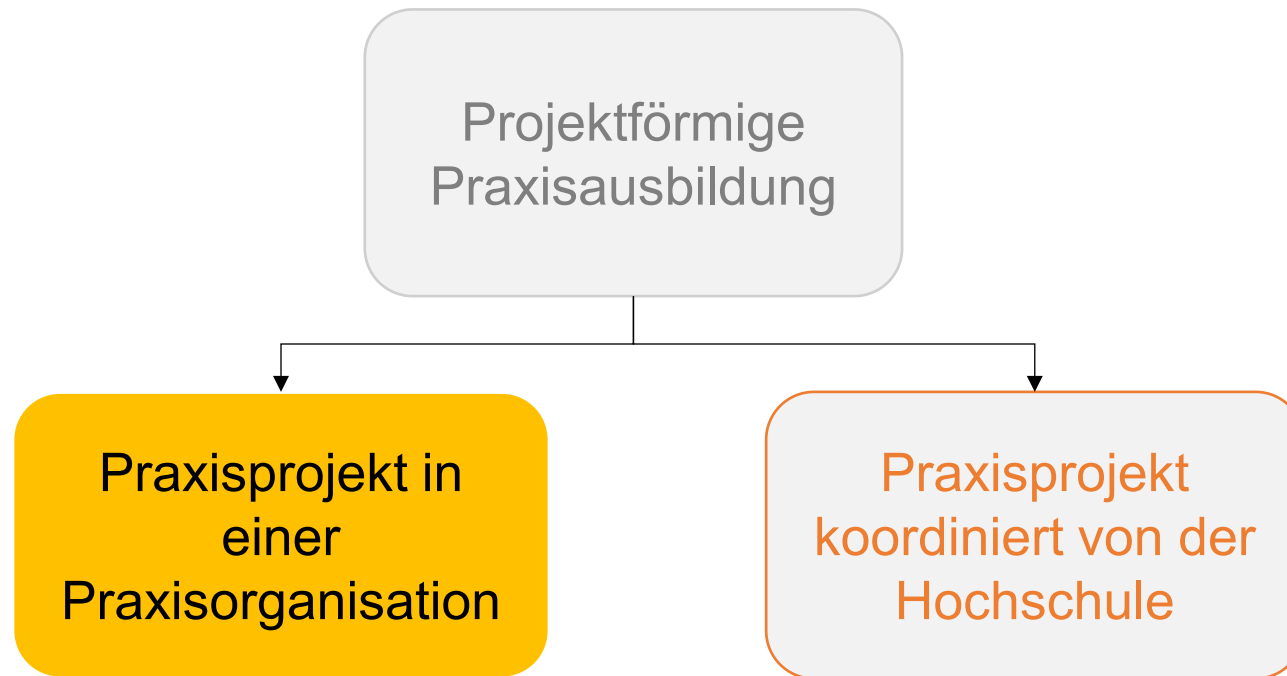 Projektförmige
Praxisausbildung
Praxisprojekt in
einer
Praxisorganisation
Praxisprojekt
koordiniert von der
Hochschule